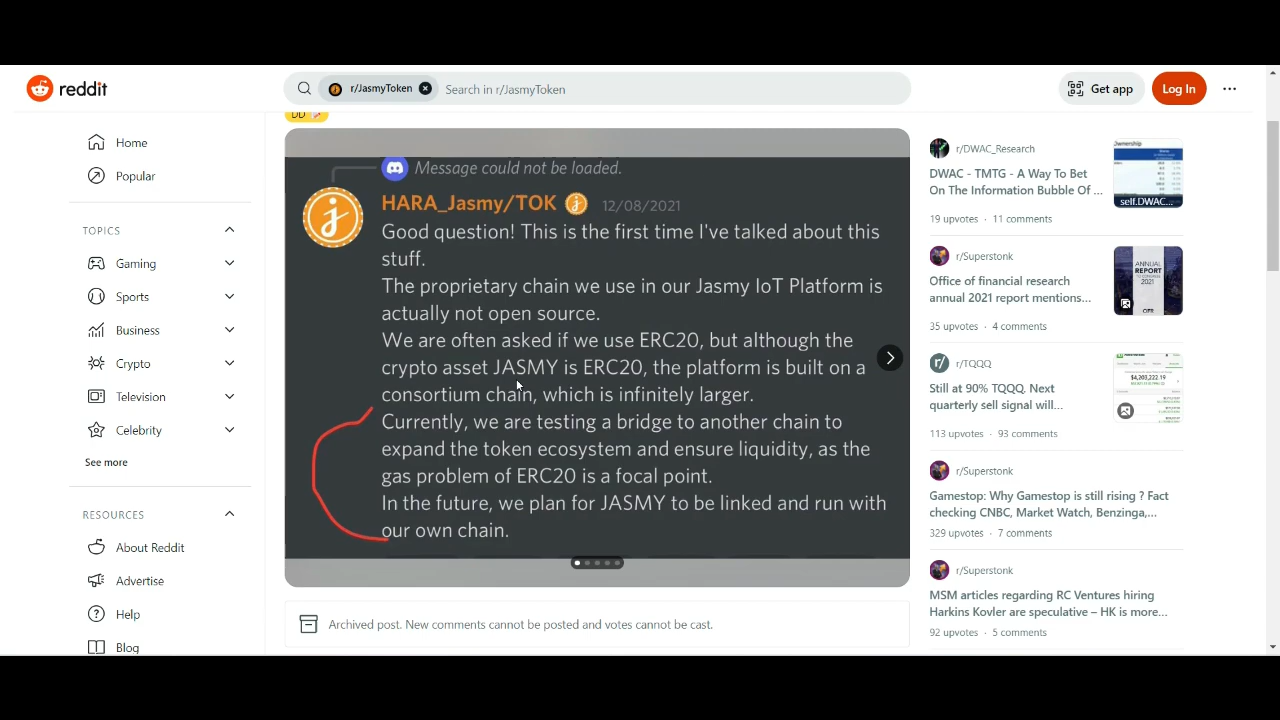 reddit
r/JasmyToken
Search in r/JasmyToken
Get app
Log In
DD
Home
Popular
TOPICS
Gaming
Sports
Business
Crypto
Television
Celebrity
See more
RESOURCES
About Reddit
Advertise
Help
Blog
Message could not be loaded.
HARA_Jasmy/TOK 12/08/2021
Good question! This is the first time I've talked about this
stuff.
The proprietary chain we use in our Jasmy IoT Platform is
actually not open source.
We are often asked if we use ERC20, but although the
crypto asset JASMY is ERC20, the platform is built on a
consortium chain, which is infinitely larger.
Currently, we are testing a bridge to another chain to
expand the token ecosystem and ensure liquidity, as the
gas problem of ERC20 is a focal point.
In the future, we plan for JASMY to be linked and run with
our own chain.
Archived post. New comments cannot be posted and votes cannot be cast.
r/DWAC_Research
DWAC - TMTG - A Way To Bet
On The Information Bubble Of ...
19 upvotes · 11 comments
Ownership
self.DWAC...
r/Superstonk
Office of financial research
annual 2021 report mentions...
35 upvotes · 4 comments
ANNUAL
REPORT
2021
OFR
r/TQQQ
Still at 90% TQQQ. Next
quarterly sell signal will...
113 upvotes · 93 comments
$4,203,222.19
r/Superstonk
Gamestop: Why Gamestop is still rising ? Fact
checking CNBC, Market Watch, Benzinga,...
329 upvotes · 7 comments
r/Superstonk
MSM articles regarding RC Ventures hiring
Harkins Kovler are speculative – HK is more...
92 upvotes · 5 comments